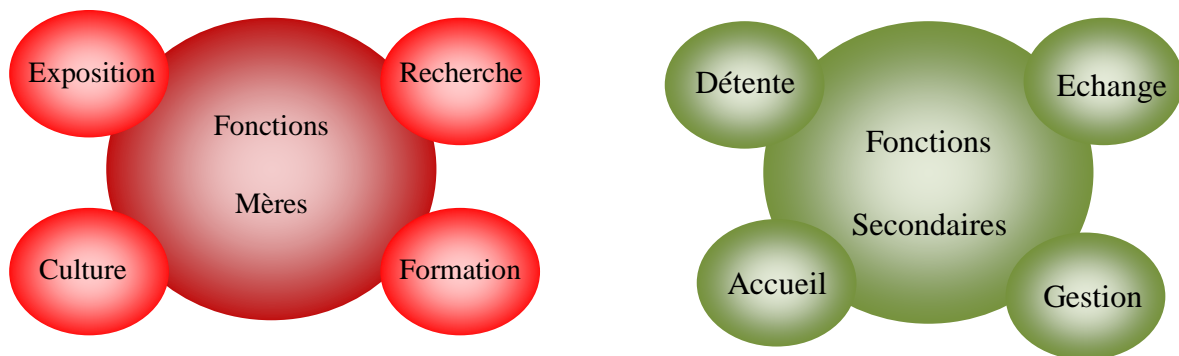 Exposition
Recherche
Fonctions
Mères
Culture
Formation
Détente
Echange
Fonctions
Secondaires
Accueil
Gestion